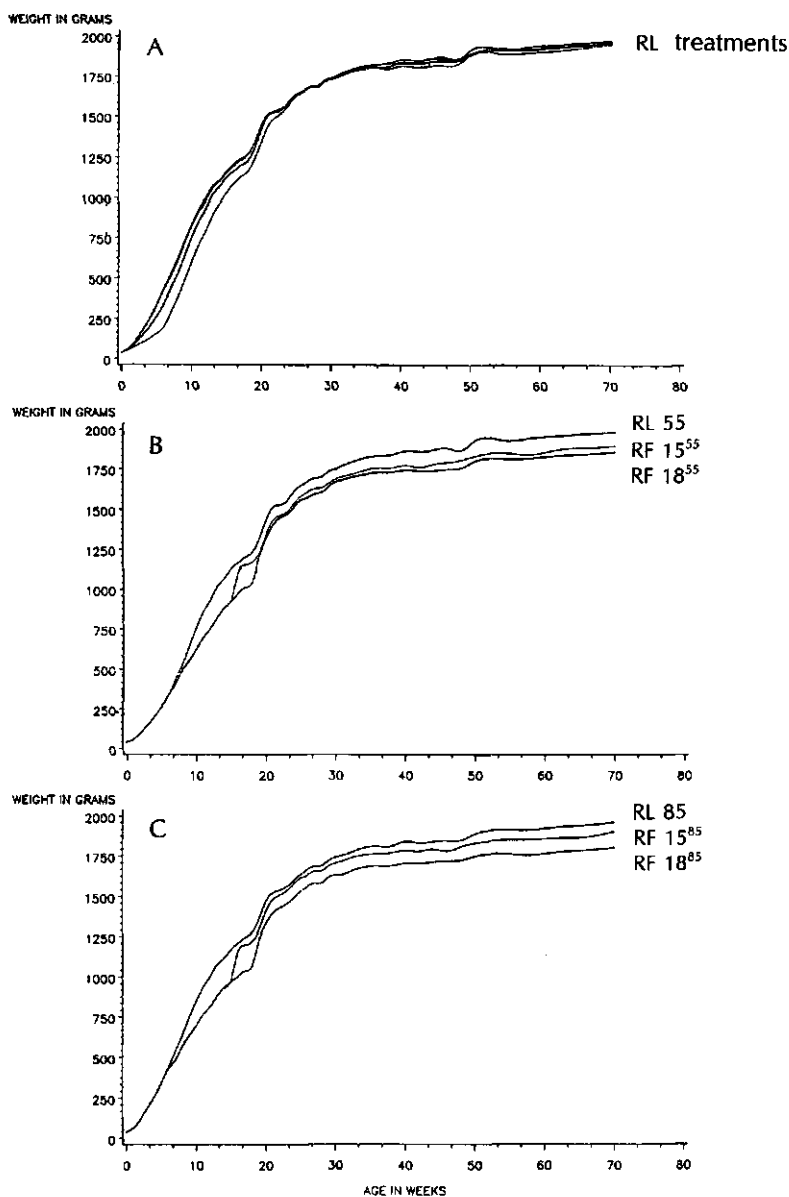 WEIGHT IN GRAMS
A
RL treatments
2000
1750
1500
1250
1000
750
500
250
0
0 10 20 30 40 50 60 70 80
WEIGHT IN GRAMS
B
RL 55
RF 15⁵⁵
RF 18⁵⁵
2000
1750
1500
1250
1000
750
500
250
0
0 10 20 30 40 50 60 70 80
WEIGHT IN GRAMS
C
RL 85
RF 15⁸⁵
RF 18⁸⁵
2000
1750
1500
1250
1000
750
500
250
0
0 10 20 30 40 50 60 70 80
AGE IN WEEKS